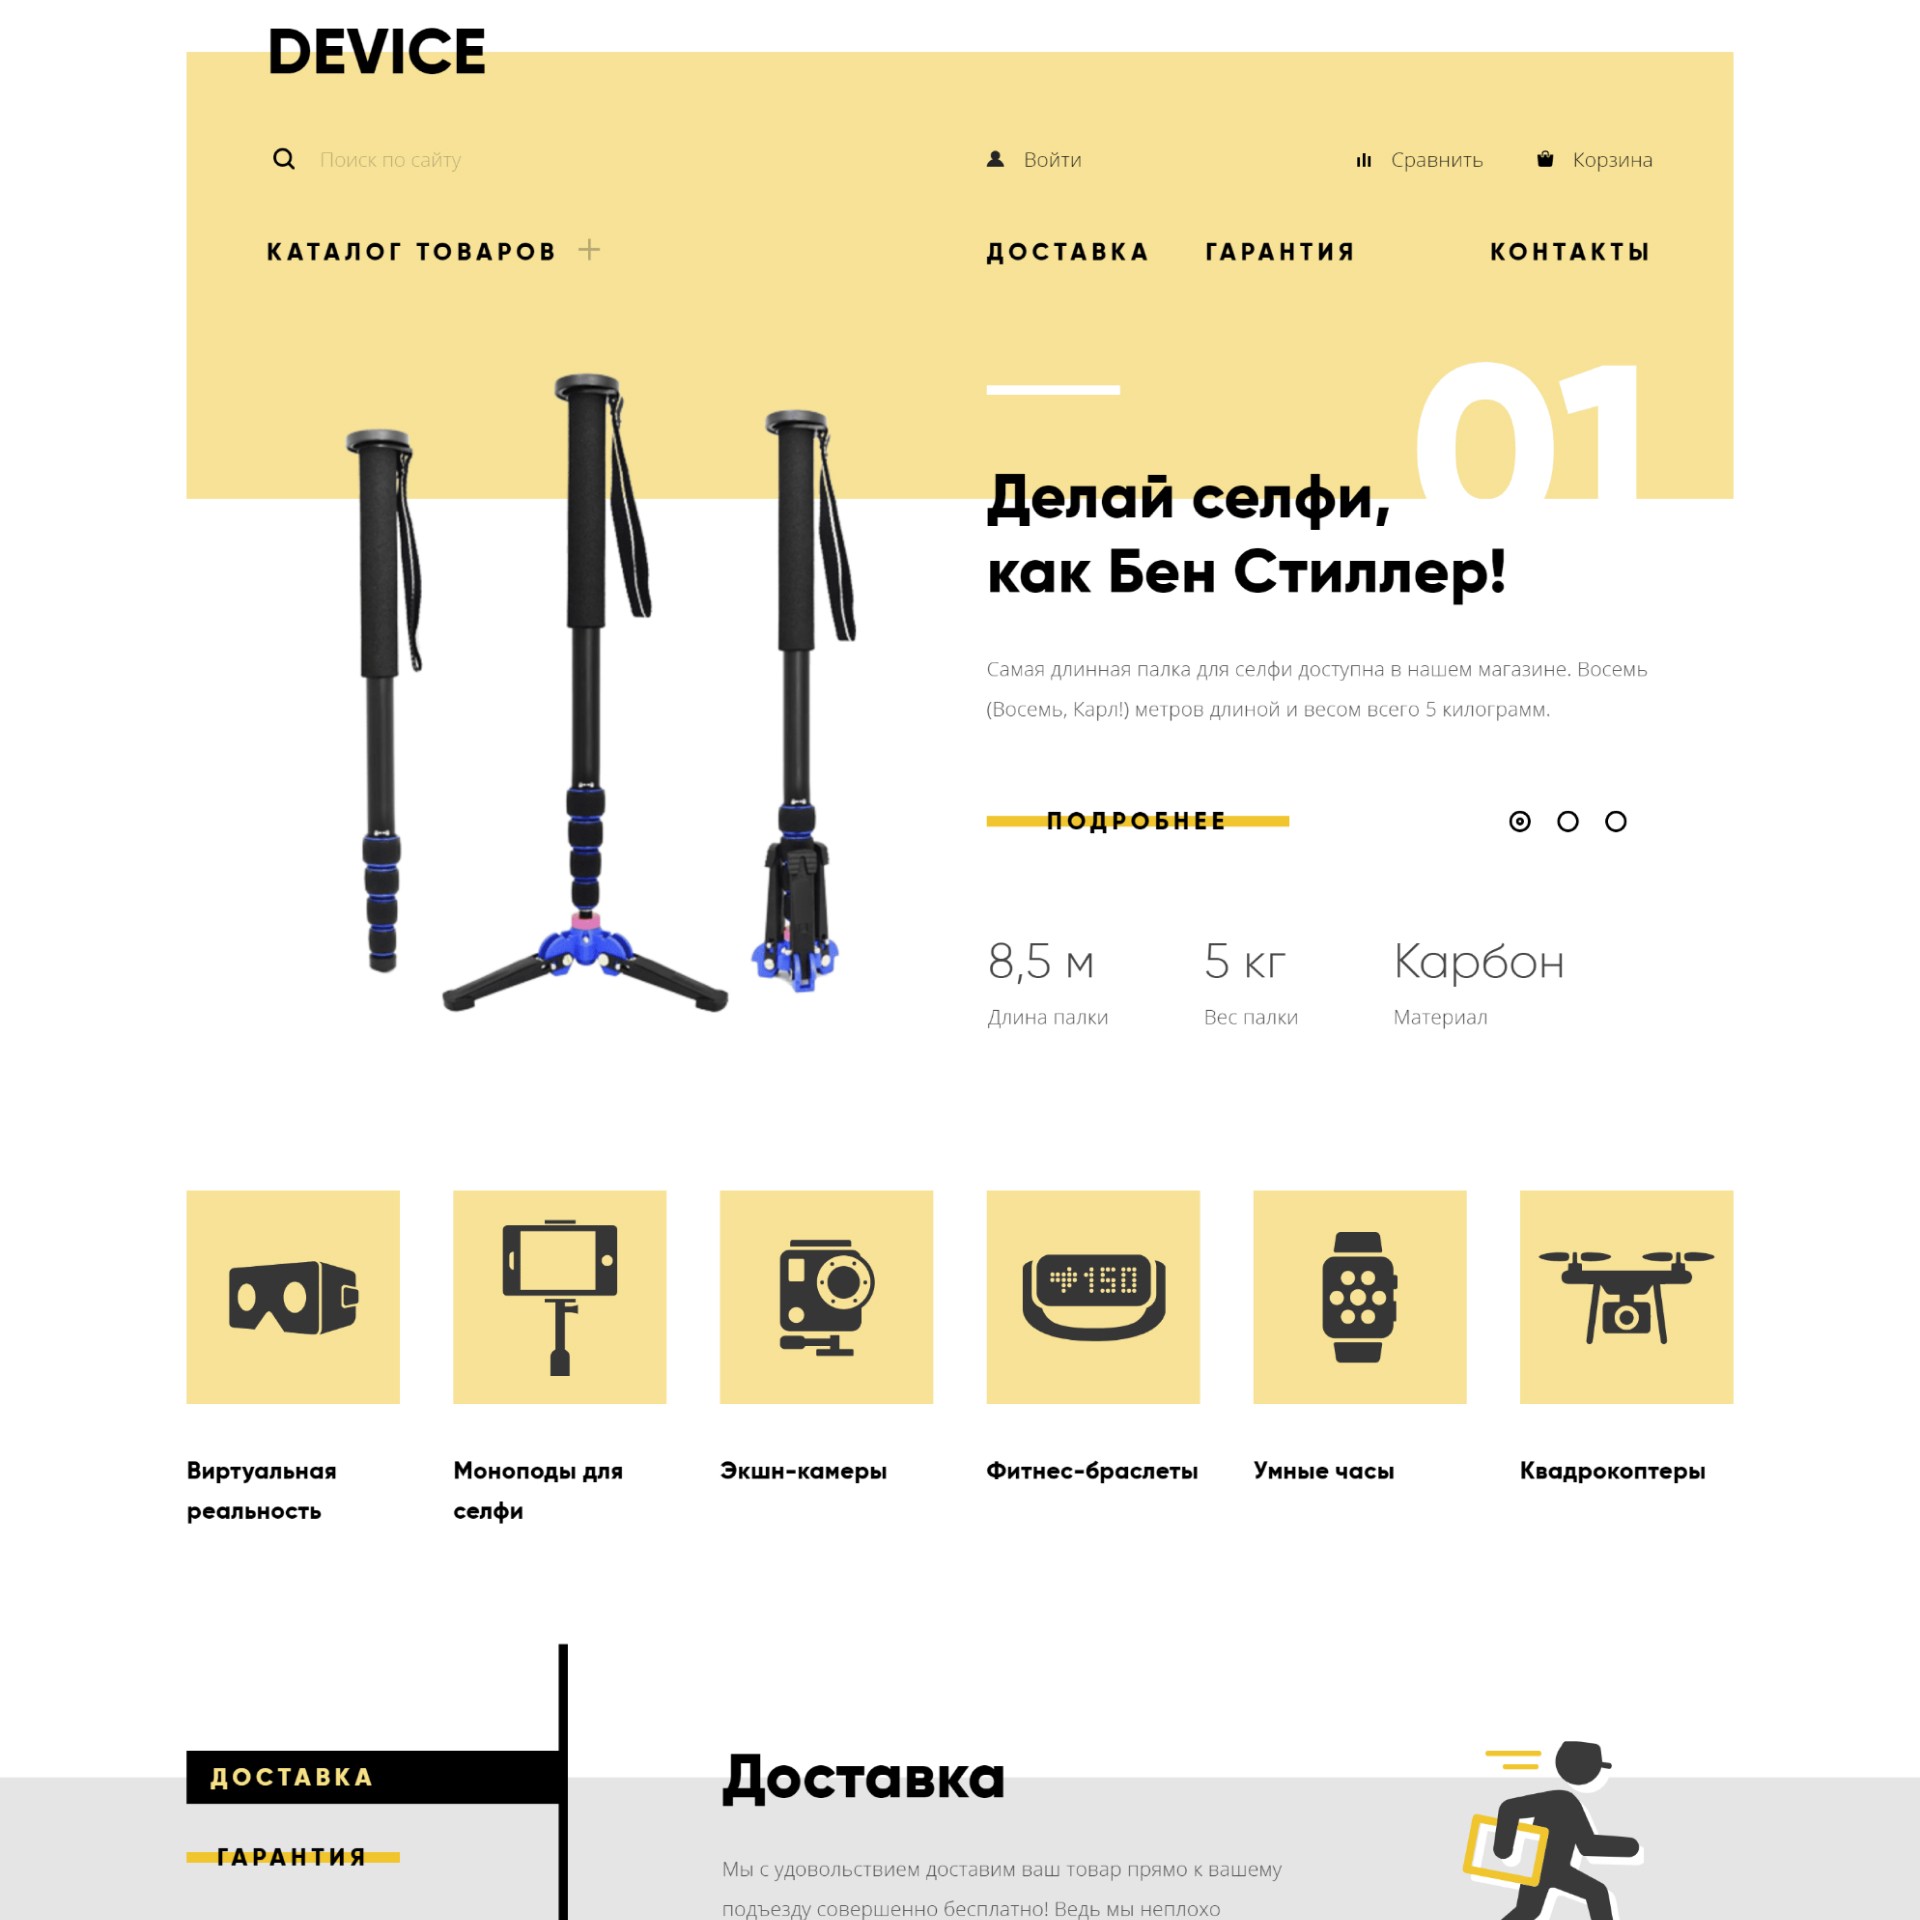 DEVICE
Поиск по сайту
Войти
Сравнить
Корзина
КАТАЛОГ ТОВАРОВ
ДОСТАВКА
ГАРАНТИЯ
КОНТАКТЫ
01
Делай селфи,
как Бен Стиллер!
Самая длинная палка для селфи доступна в нашем магазине. Восемь
(Восемь, Карл!) метров длиной и весом всего 5 килограмм.
ПОДРОБНЕЕ
8,5 м
Длина палки
5 кг
Вес палки
Карбон
Материал
150
Виртуальная
реальность
Моноподы для
селфи
Экшн-камеры
Фитнес-браслеты
Умные часы
Квадрокоптеры
ДОСТАВКА
ГАРАНТИЯ
Доставка
Мы с удовольствием доставим ваш товар прямо к вашему
подъезду совершенно бесплатно! Ведь мы неплохо